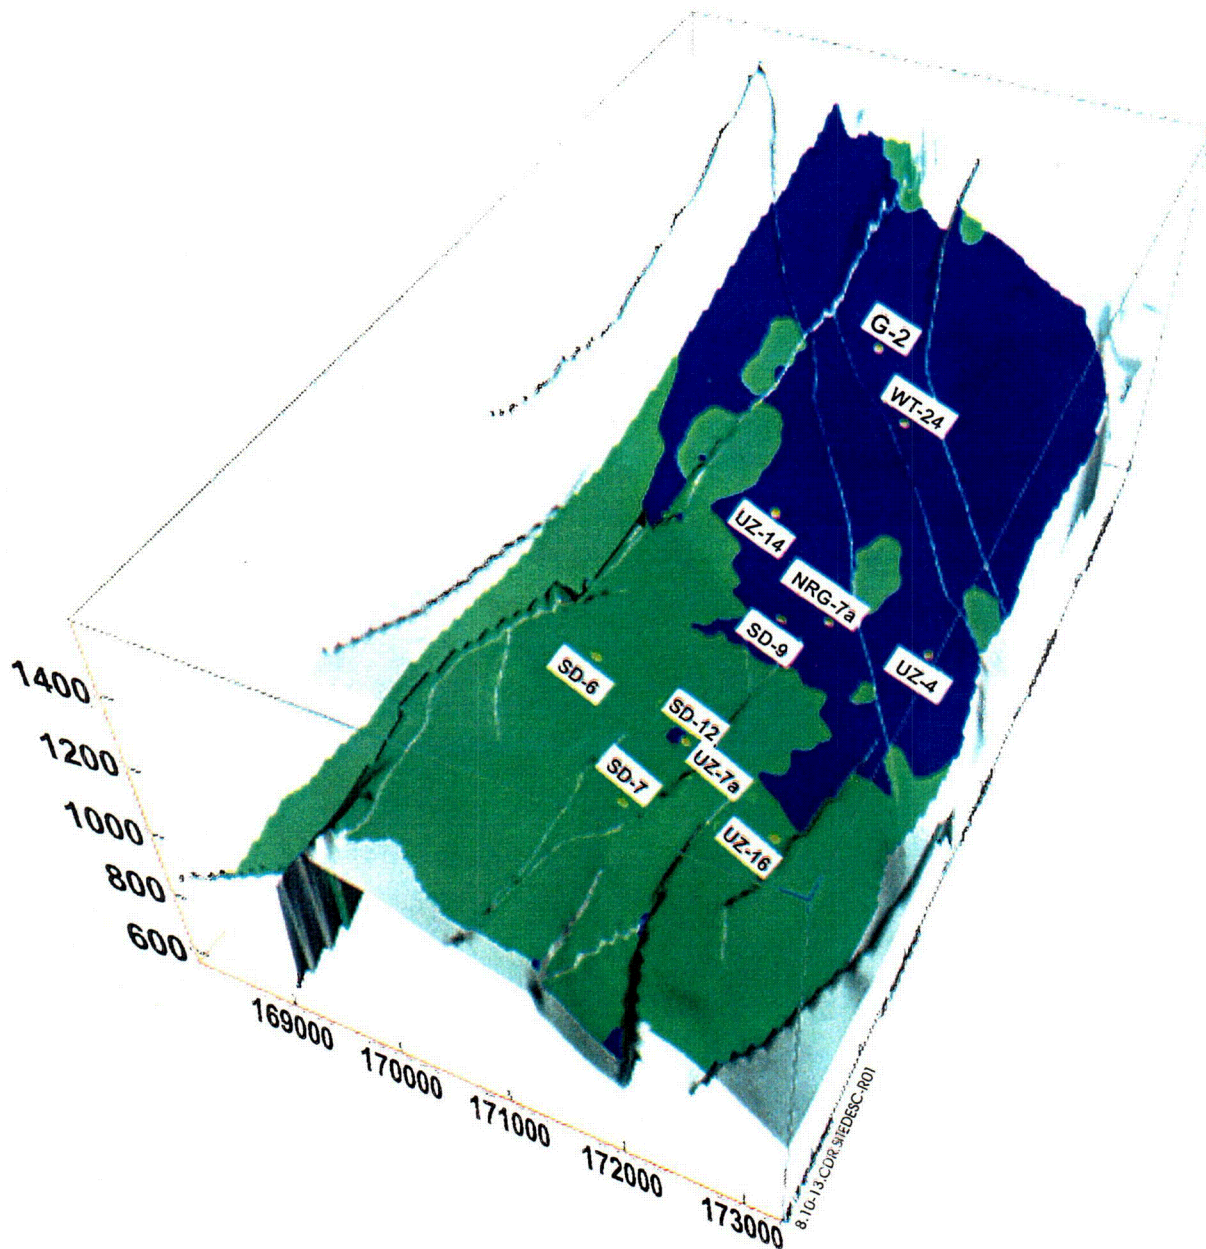 G-2
WT-24
UZ-14
NRG-7a
SD-9
UZ-4
SD-6
SD-12
UZ-7a
SD-7
UZ-16
1400
1200
1000
800
600
169000
170000
171000
172000
173000
8.10-13.CDR.SITEDESC-R01